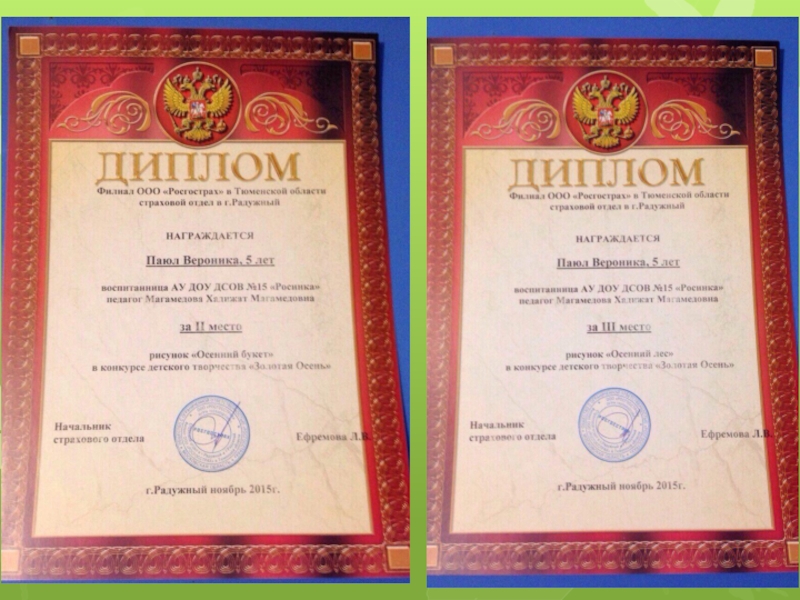 ДИПЛОМ
Филиал ООО «Росгострах» в Тюменской области
страховой отдел в г.Радужный
НАГРАЖДАЕТСЯ
Паюл Вероника, 5 лет
воспитанница АУ ДОУ ДСОВ №15 «Росинка»
педагог Магамедова Халижат Магамедовна
за II место
рисунок «Осенний букет»
в конкурсе детского творчества «Золотая Осень»
Начальник
страхового отдела
Ефремова Л.В.
г.Радужный ноябрь 2015г.
ДИПЛОМ
Филиал ООО «Росгострах» в Тюменской области
страховой отдел в г.Радужный
НАГРАЖДАЕТСЯ
Паюл Вероника, 5 лет
воспитанница АУ ДОУ ДСОВ №15 «Росинка»
педагог Магамедова Халижат Магамедовна
за III место
рисунок «Осенний лес»
в конкурсе детского творчества «Золотая Осень»
Начальник
страхового отдела
Ефремова Л.В.
г.Радужный ноябрь 2015г.